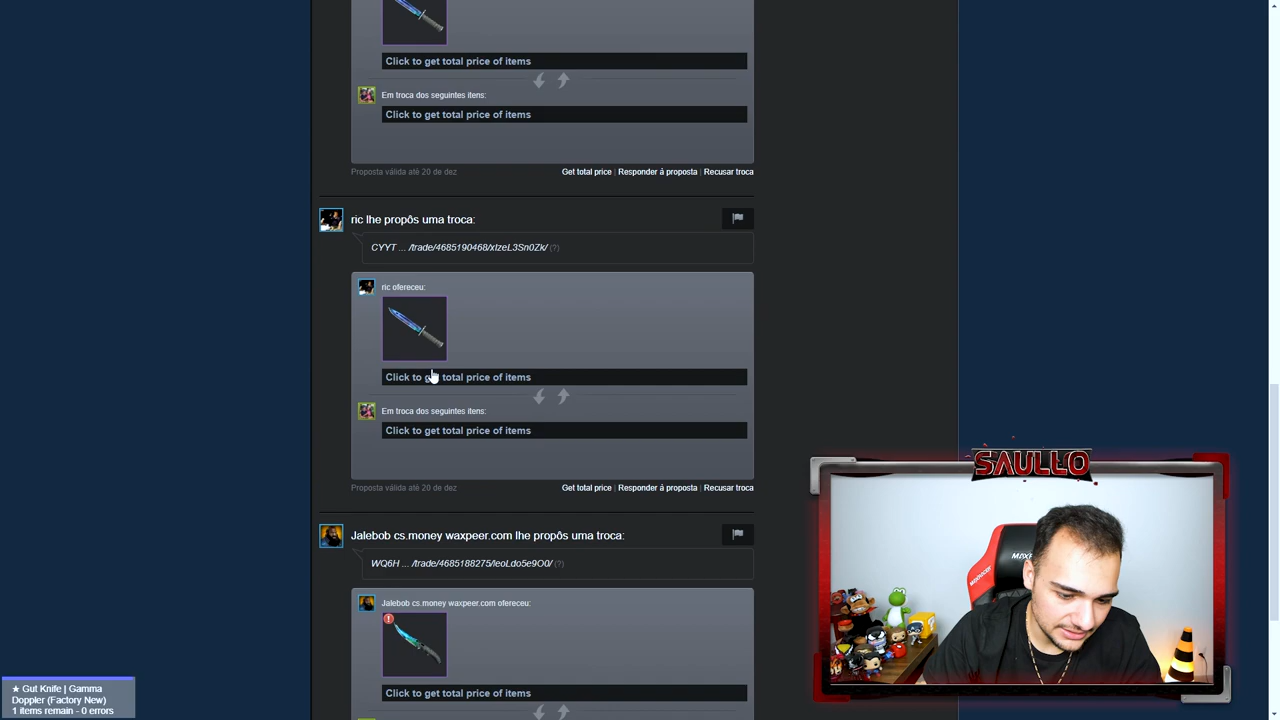 Click to get total price of items
Em troca dos seguintes itens:
Click to get total price of items
Proposta válida até 20 de dez
Get total price | Responder à proposta | Recusar troca
ric lhe propôs uma troca:
CYYT ... /trade/4685190468/xIzeL3Sn0Zk/ (?)
ric ofereceu:
Click to get total price of items
Em troca dos seguintes itens:
Click to get total price of items
Proposta válida até 20 de dez
Get total price | Responder à proposta | Recusar troca
Jalebob cs.money waxpeer.com lhe propôs uma troca:
WQ6H ... /trade/4685188275/leoLdo5e9O0/ (?)
Jalebob cs.money waxpeer.com ofereceu:
Click to get total price of items
★ Gut Knife | Gamma
Doppler (Factory New)
1 items remain - 0 errors
SAULLO